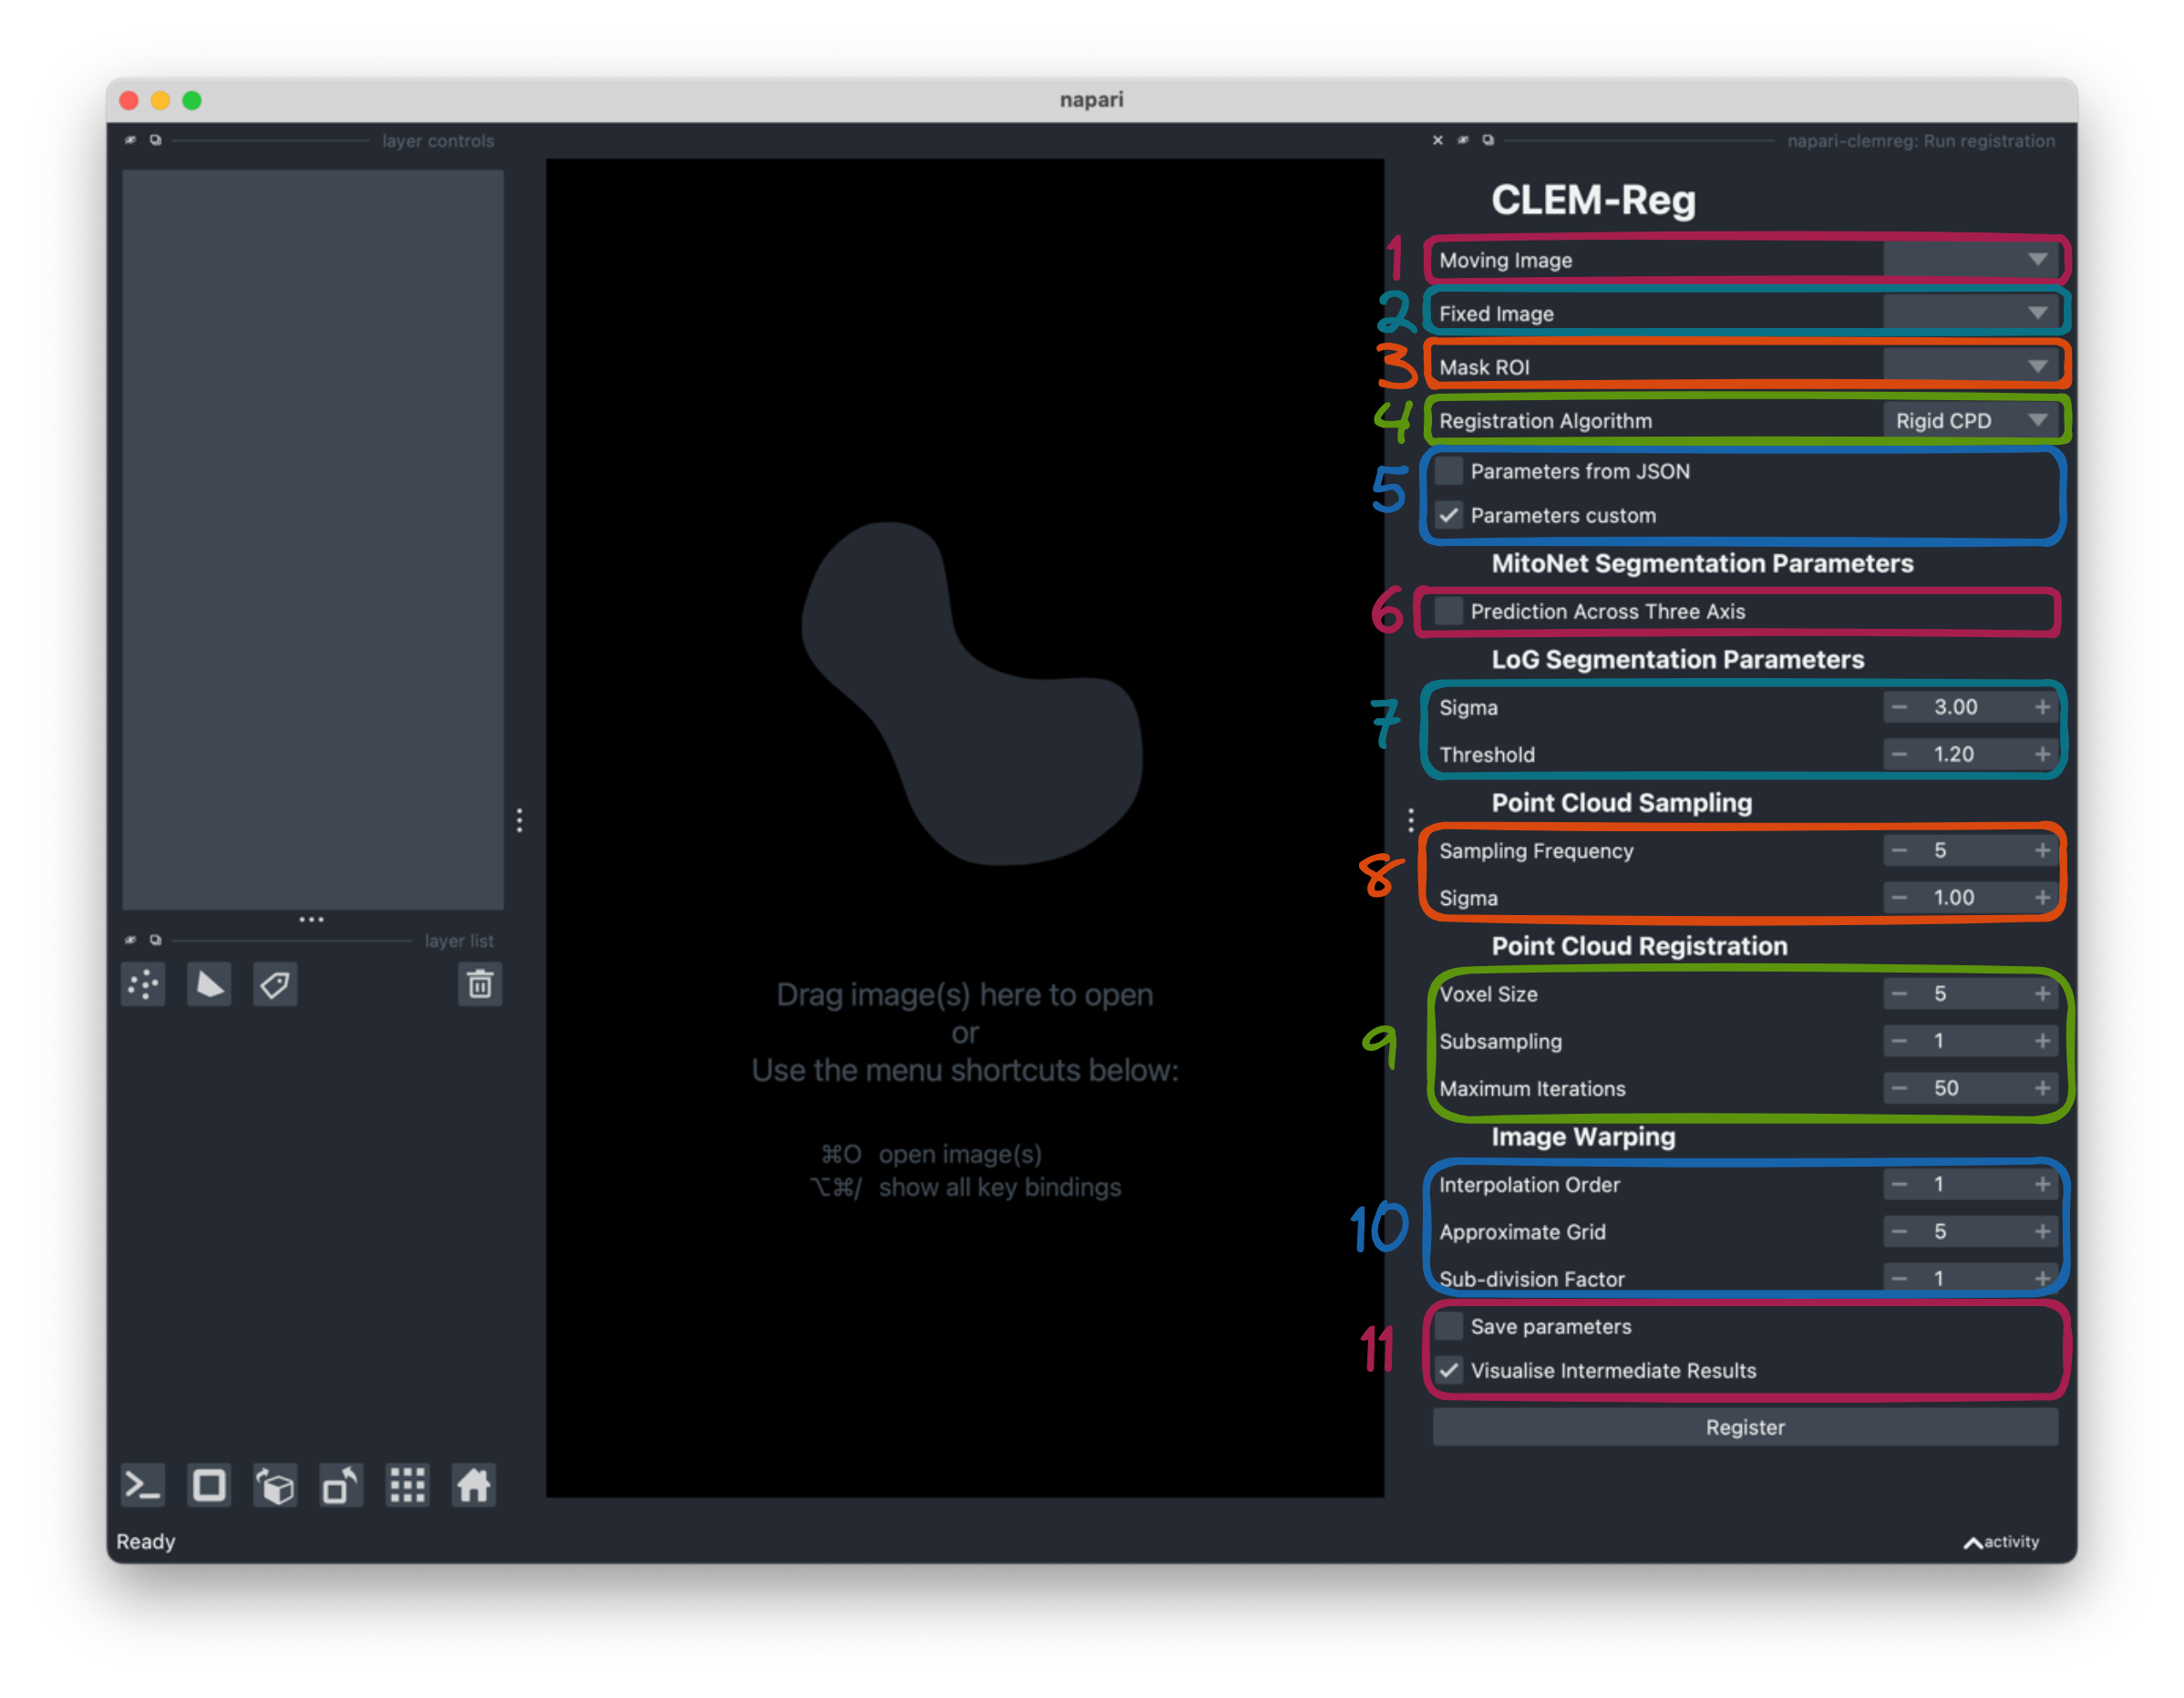 napari
layer controls
napari-clemreg: Run registration
CLEM-Reg
1 Moving Image
2 Fixed Image
3 Mask ROI
4 Registration Algorithm Rigid CPD
5 Parameters from JSON
Parameters custom
MitoNet Segmentation Parameters
6 Prediction Across Three Axis
LoG Segmentation Parameters
7 Sigma − 3.00 +
Threshold − 1.20 +
Point Cloud Sampling
8 Sampling Frequency − 5 +
Sigma − 1.00 +
Point Cloud Registration
Voxel Size − 5 +
9 Subsampling − 1 +
Maximum Iterations − 50 +
Image Warping
Interpolation Order − 1 +
10 Approximate Grid − 5 +
Sub-division Factor − 1 +
11 Save parameters
Visualise Intermediate Results
Register
layer list
Drag image(s) here to open
or
Use the menu shortcuts below:
⌘O open image(s)
⌥⌘/ show all key bindings
Ready
activity